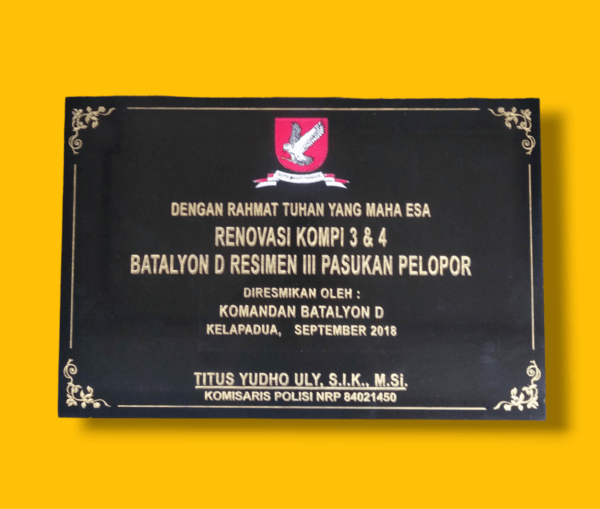 DENGAN RAHMAT TUHAN YANG MAHA ESA
RENOVASI KOMPI 3 & 4
BATALYON D RESIMEN III PASUKAN PELOPOR
DIRESMIKAN OLEH :
KOMANDAN BATALYON D
KELAPADUA, SEPTEMBER 2018
TITUS YUDHO ULY, S.I.K., M.Si.
KOMISARIS POLISI NRP 84021450